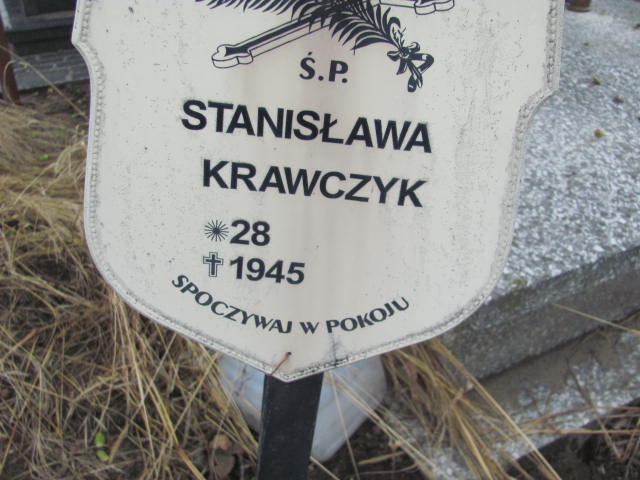 Ś.P.
STANISŁAWA
KRAWCZYK
28
1945
SPOCZYWAJ W POKOJU